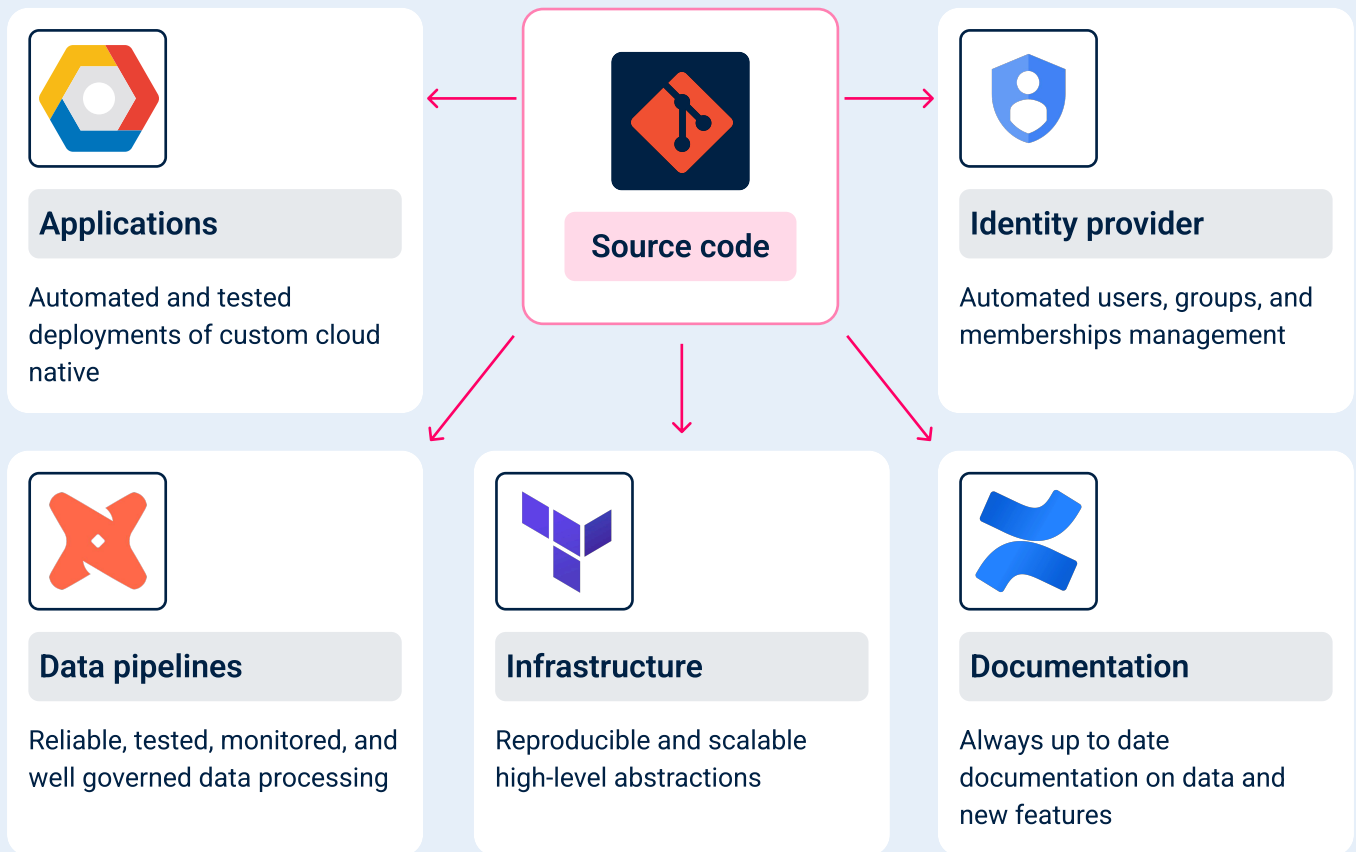 Source code
Applications
Automated and tested
deployments of custom cloud
native
Identity provider
Automated users, groups, and
memberships management
Data pipelines
Reliable, tested, monitored, and
well governed data processing
Infrastructure
Reproducible and scalable
high-level abstractions
Documentation
Always up to date
documentation on data and
new features